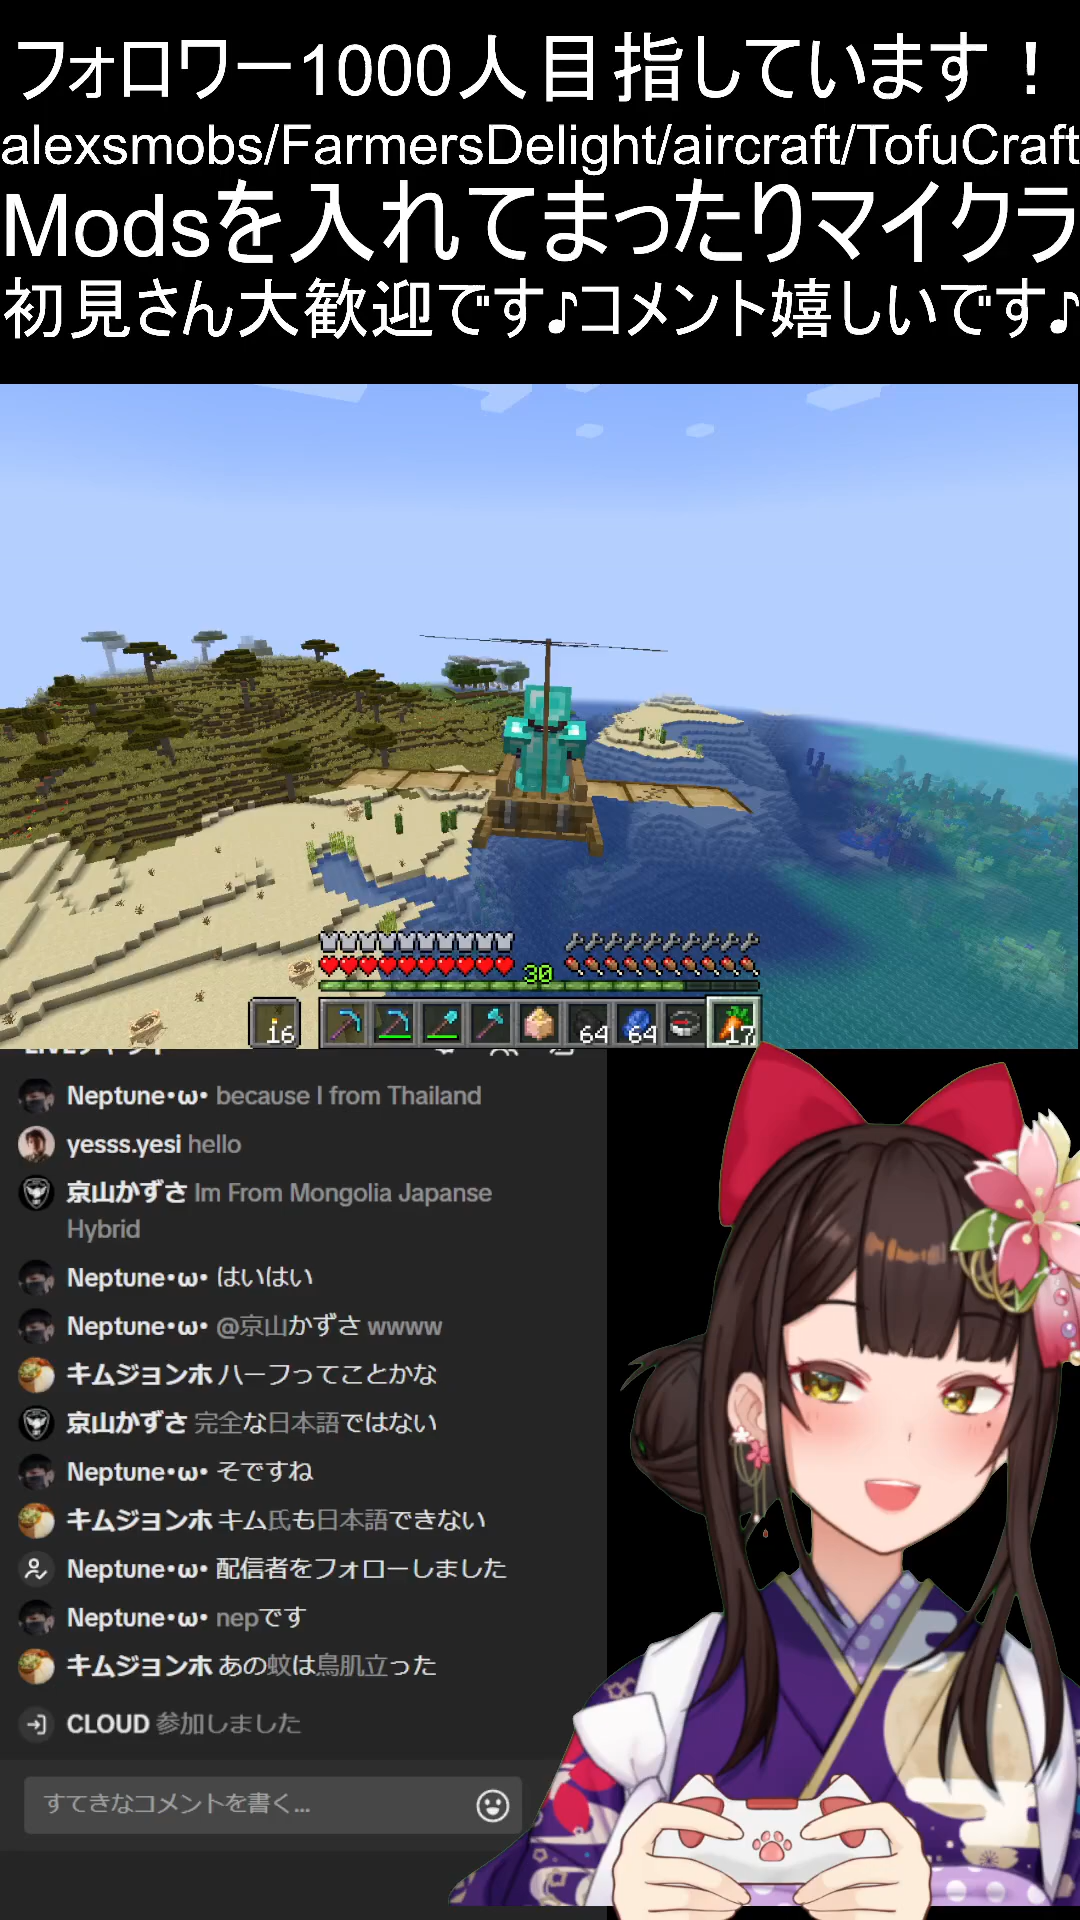 フォロワー1000人目指しています！
alexsmobs/FarmersDelight/aircraft/TofuCraft
Modsを入れてまったりマイクラ
初見さん大歓迎です♪コメント嬉しいです♪
30
16
64
64
17
Neptune•ω• because I from Thailand
yesss.yesi hello
京山かずさ Im From Mongolia Japanse
Hybrid
Neptune•ω• はいはい
Neptune•ω• @京山かずさ wwww
キムジョンホ ハーフってことかな
京山かずさ 完全な日本語ではない
Neptune•ω• そですね
キムジョンホ キム氏も日本語できない
Neptune•ω• 配信者をフォローしました
Neptune•ω• nepです
キムジョンホ あの蚊は鳥肌立った
CLOUD 参加しました
すてきなコメントを書く...